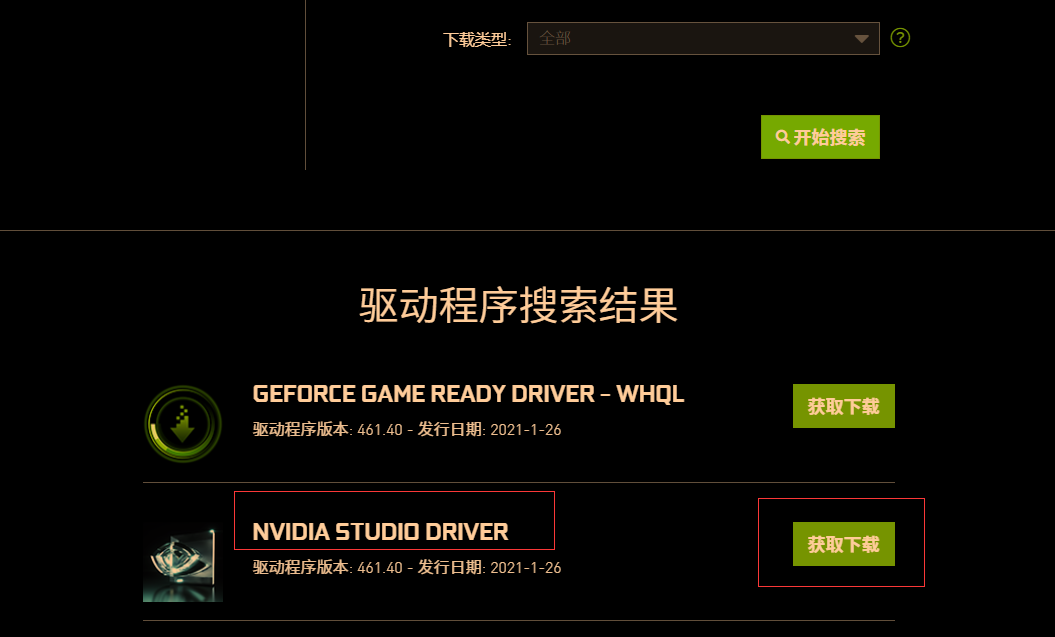 下载类型:
全部
?
开始搜索
驱动程序搜索结果
GEFORCE GAME READY DRIVER - WHQL
驱动程序版本: 461.40 - 发行日期: 2021-1-26
获取下载
NVIDIA STUDIO DRIVER
驱动程序版本: 461.40 - 发行日期: 2021-1-26
获取下载